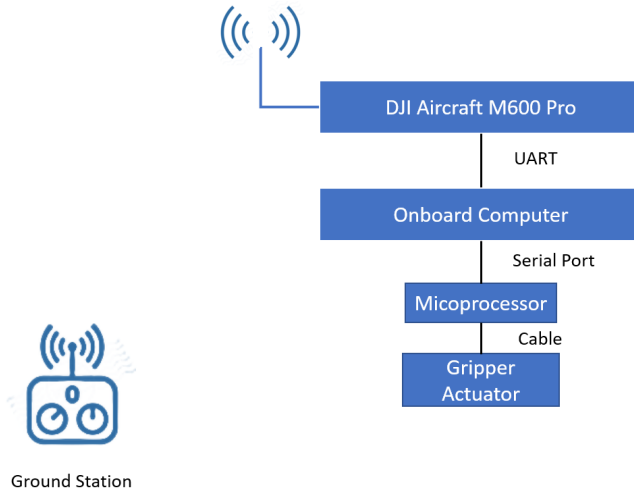 DJI Aircraft M600 Pro
UART
Onboard Computer
Serial Port
Micoprocessor
Cable
Gripper
Actuator
Ground Station